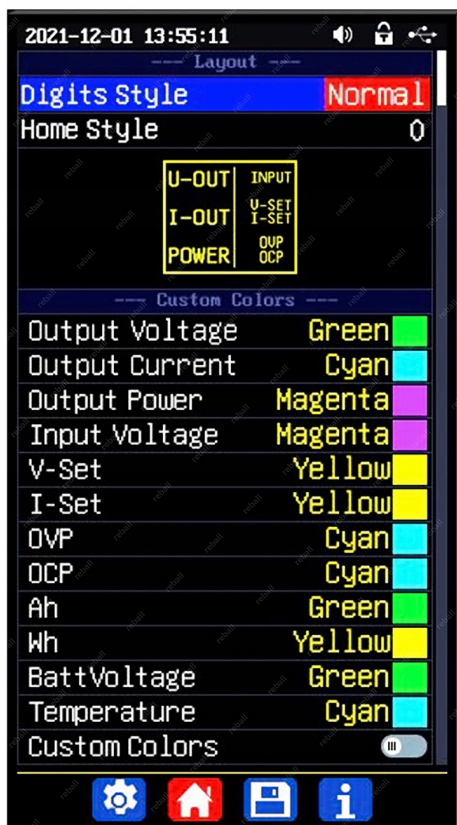 2021-12-01 13:55:11
--- Layout ---
Digits Style Normal
Home Style 0
U-OUT INPUT
I-OUT V-SET
I-SET
POWER OVP
OCP
--- Custom Colors ---
Output Voltage Green
Output Current Cyan
Output Power Magenta
Input Voltage Magenta
V-Set Yellow
I-Set Yellow
OVP Cyan
OCP Cyan
Ah Green
Wh Yellow
BattVoltage Green
Temperature Cyan
Custom Colors
i